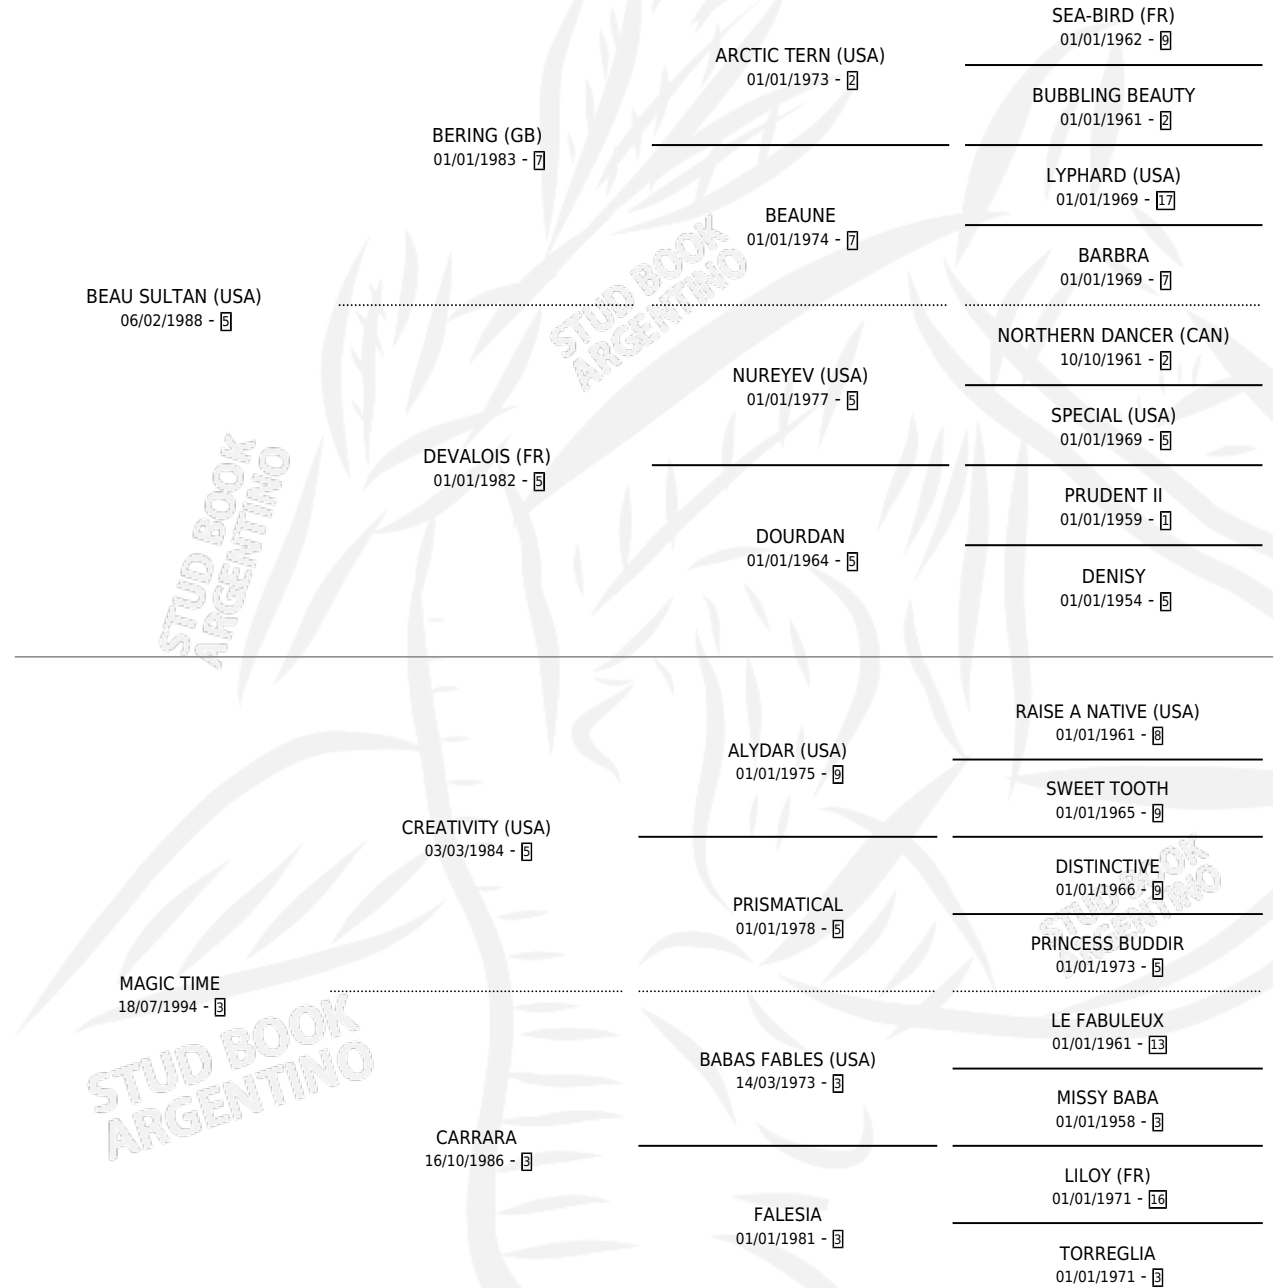 SEA-BIRD (FR)
01/01/1962 - 9
ARCTIC TERN (USA)
01/01/1973 - 2
BUBBLING BEAUTY
01/01/1961 - 2
BERING (GB)
01/01/1983 - 7
LYPHARD (USA)
01/01/1969 - 17
BEAUNE
01/01/1974 - 7
BARBRA
01/01/1969 - 7
BEAU SULTAN (USA)
06/02/1988 - 5
NORTHERN DANCER (CAN)
10/10/1961 - 2
NUREYEV (USA)
01/01/1977 - 5
SPECIAL (USA)
01/01/1969 - 5
DEVALOIS (FR)
01/01/1982 - 5
PRUDENT II
01/01/1959 - 1
DOURDAN
01/01/1964 - 5
DENISY
01/01/1954 - 5
RAISE A NATIVE (USA)
01/01/1961 - 8
ALYDAR (USA)
01/01/1975 - 9
SWEET TOOTH
01/01/1965 - 9
CREATIVITY (USA)
03/03/1984 - 5
DISTINCTIVE
01/01/1966 - 9
PRISMATICAL
01/01/1978 - 5
PRINCESS BUDDIR
01/01/1973 - 5
MAGIC TIME
18/07/1994 - 3
LE FABULEUX
01/01/1961 - 13
BABAS FABLES (USA)
14/03/1973 - 3
MISSY BABA
01/01/1958 - 3
CARRARA
16/10/1986 - 3
LILOY (FR)
01/01/1971 - 16
FALESIA
01/01/1981 - 3
TORREGLIA
01/01/1971 - 3
STUD BOOK
ARGENTINO
STUD BOOK
ARGENTINO
STUD BOOK
ARGENTINO
STUD BOOK
ARGENTINO